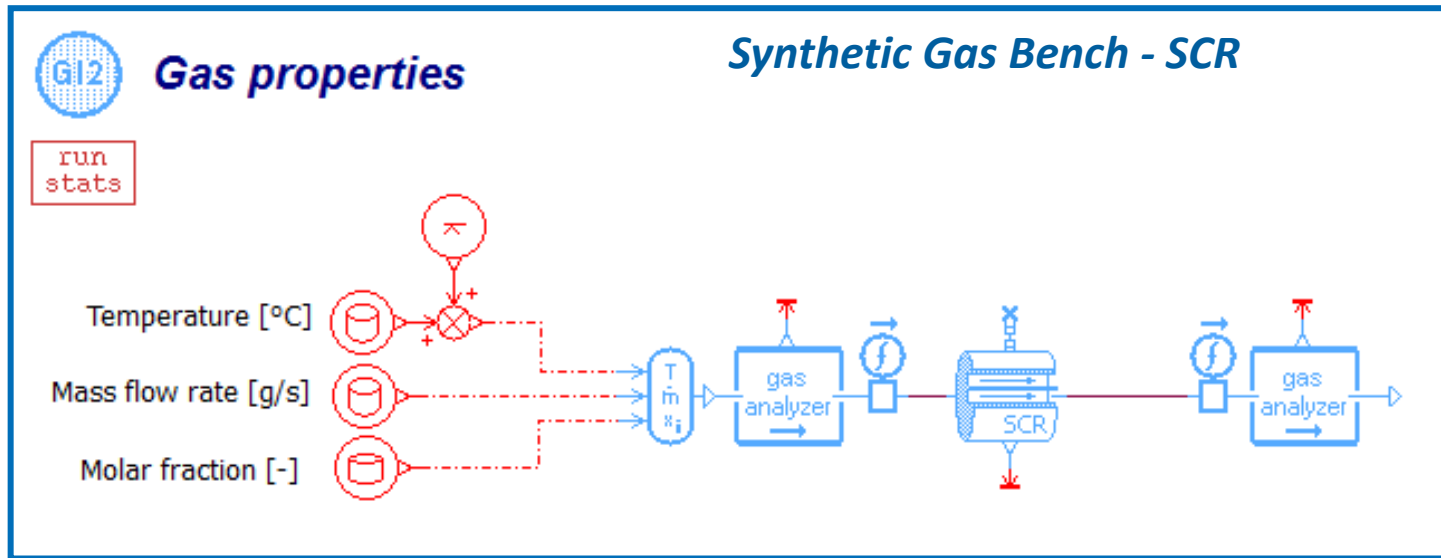 GI2
Gas properties
Synthetic Gas Bench - SCR
run
stats
Temperature [ºC]
Mass flow rate [g/s]
Molar fraction [-]
+
+
T
ṁ
xi
gas
analyzer
f
SCR
f
gas
analyzer